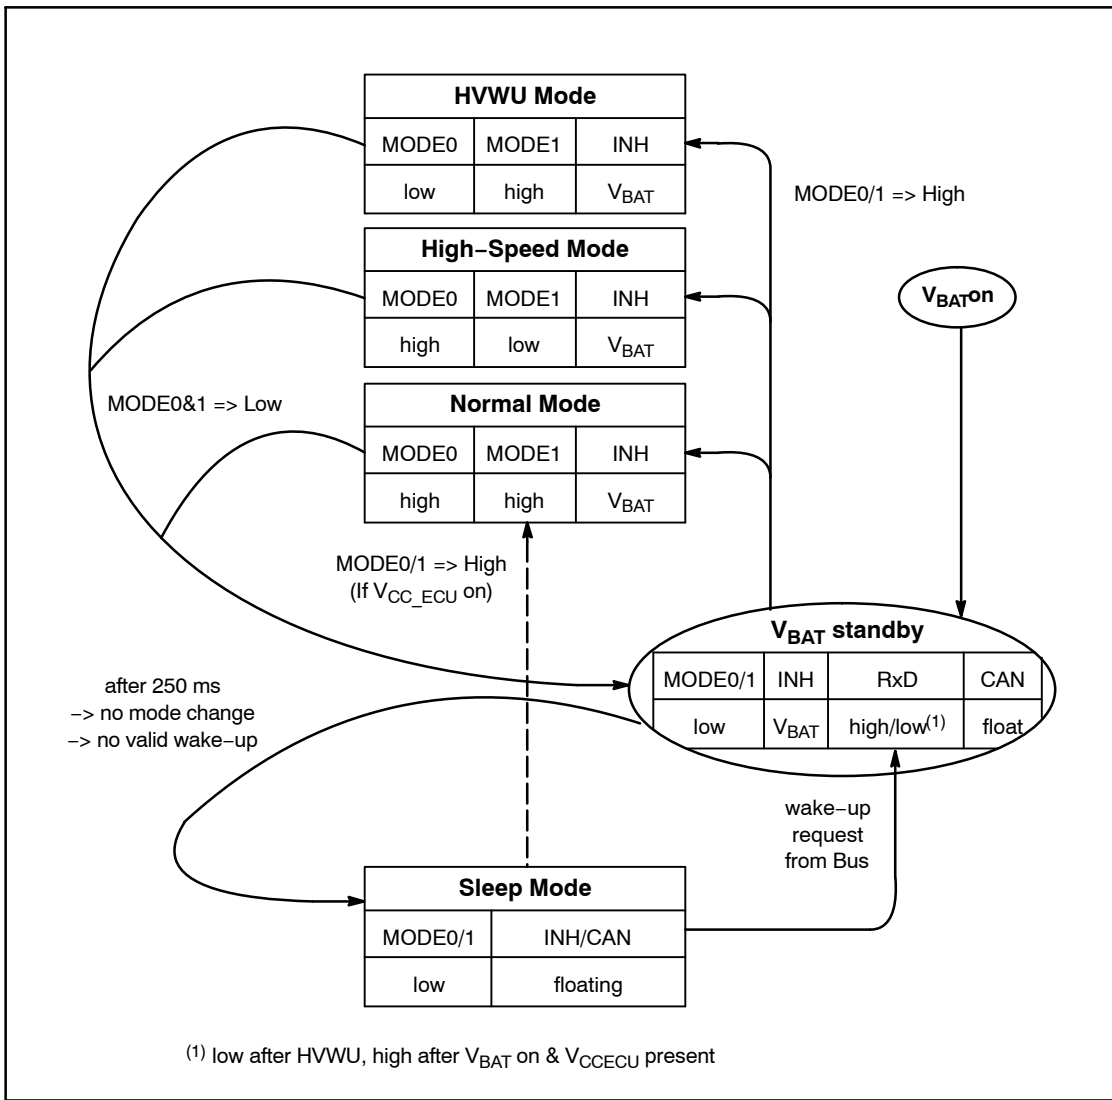 HVWU Mode
MODE0 MODE1 INH
low high VBAT
MODE0/1 => High
High−Speed Mode
MODE0 MODE1 INH
high low VBAT
VBATon
MODE0&1 => Low
Normal Mode
MODE0 MODE1 INH
high high VBAT
MODE0/1 => High
(If VCC_ECU on)
VBAT standby
MODE0/1 INH RxD CAN
low VBAT high/low(1) float
after 250 ms
−> no mode change
−> no valid wake−up
wake−up
request
from Bus
Sleep Mode
MODE0/1 INH/CAN
low floating
(1) low after HVWU, high after VBAT on & VCCECU present